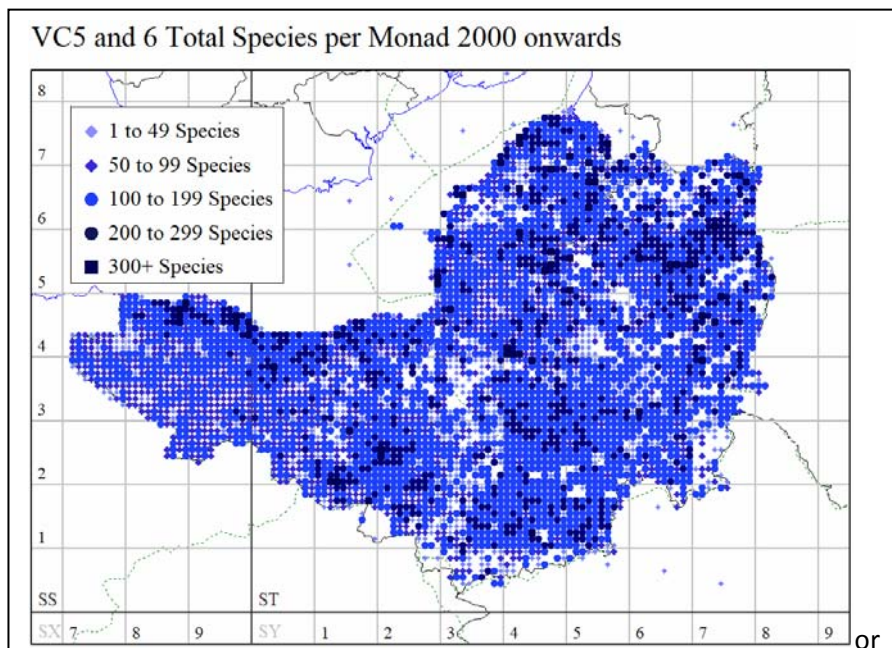 VC5 and 6 Total Species per Monad 2000 onwards
8
1 to 49 Species
7
50 to 99 Species
100 to 199 Species
6
200 to 299 Species
5
300+ Species
4
3
2
1
SS ST
SX 7 8 9 SY 1 2 3 4 5 6 7 8 9
or